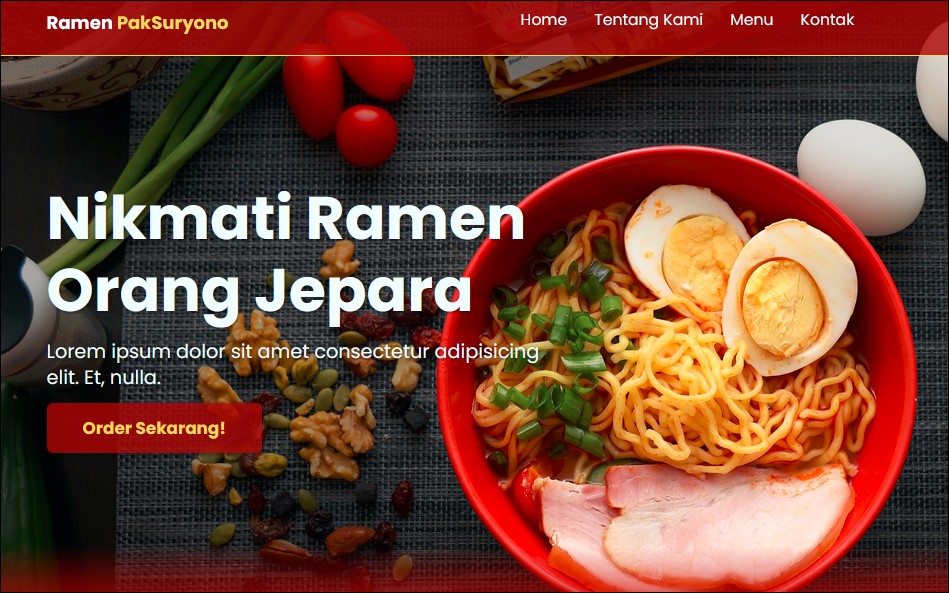 Ramen PakSuryono
Home Tentang Kami Menu Kontak
Nikmati Ramen
Orang Jepara
Lorem ipsum dolor sit amet consectetur adipisicing
elit. Et, nulla.
Order Sekarang!